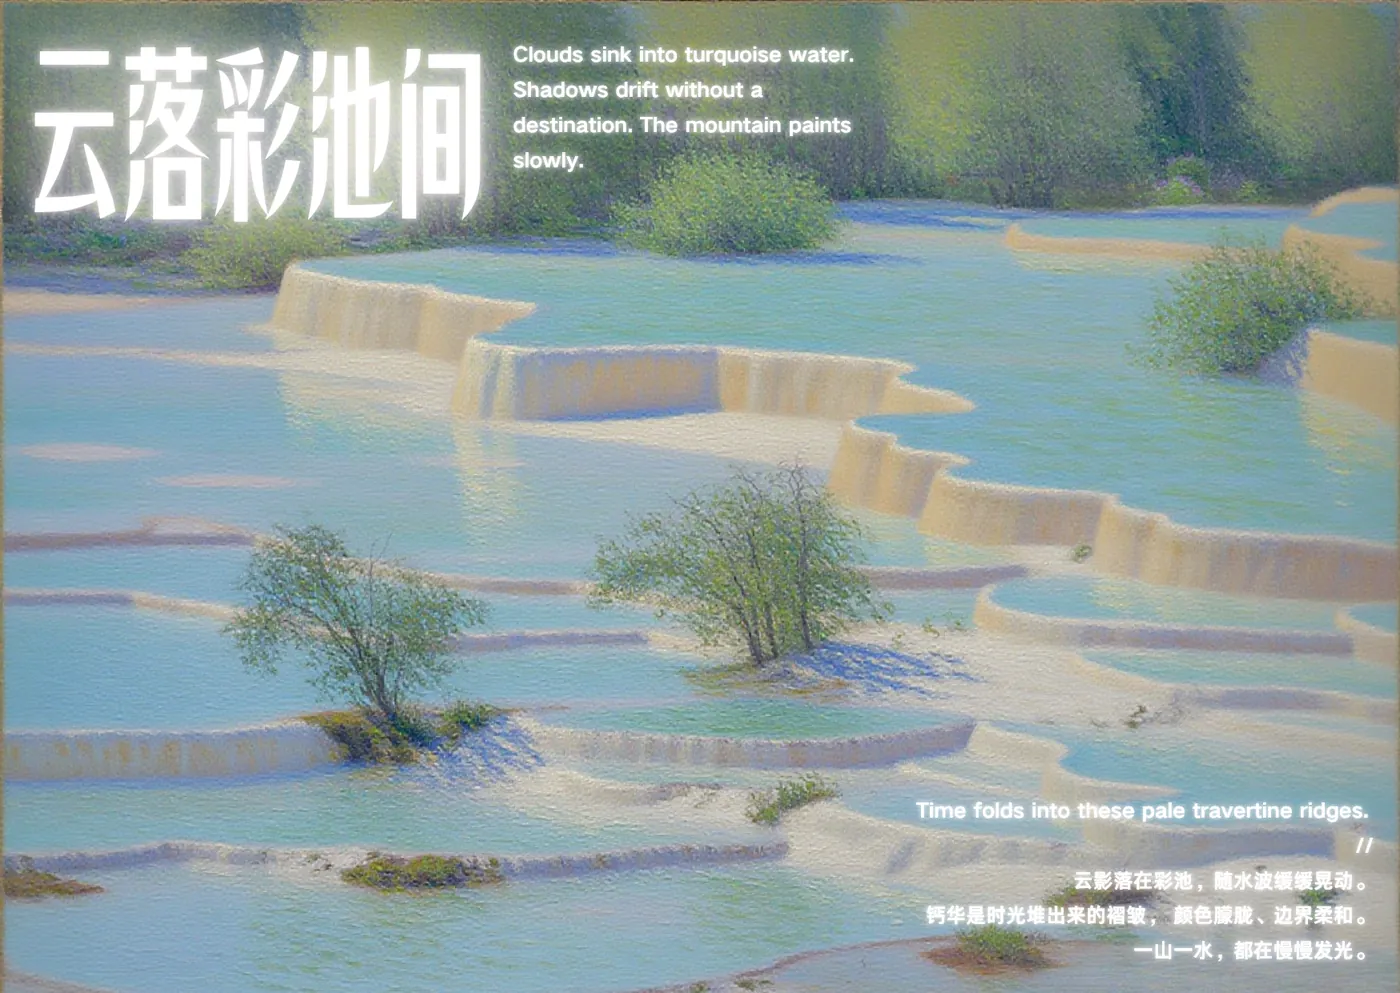 云落彩池间
Clouds sink into turquoise water.
Shadows drift without a
destination. The mountain paints
slowly.
Time folds into these pale travertine ridges.
//
云影落在彩池，随水波缓缓晃动。
钙华是时光堆出来的褶皱，颜色朦胧、边界柔和。
一山一水，都在慢慢发光。